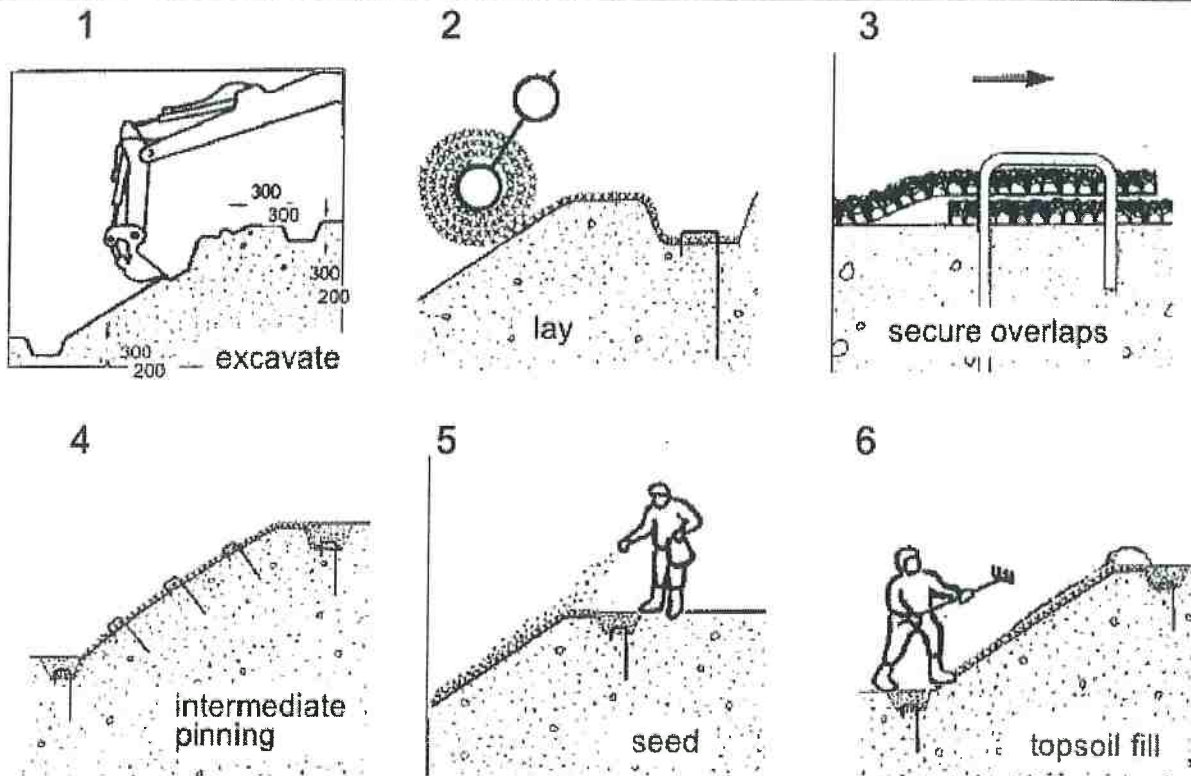 1
2
3
300
300
300
200
300
200
excavate
lay
secure overlaps
4
5
6
intermediate
pinning
seed
topsoil fill